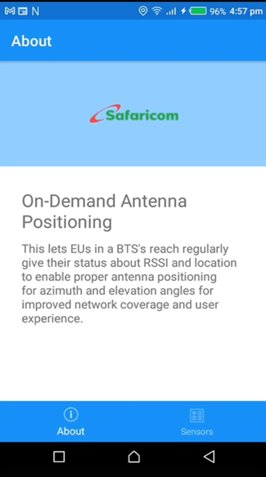 N
96% 4:57 pm
About
Safaricom
On-Demand Antenna
Positioning
This lets EUs in a BTS's reach regularly
give their status about RSSI and location
to enable proper antenna positioning
for azimuth and elevation angles for
improved network coverage and user
experience.
About Sensors